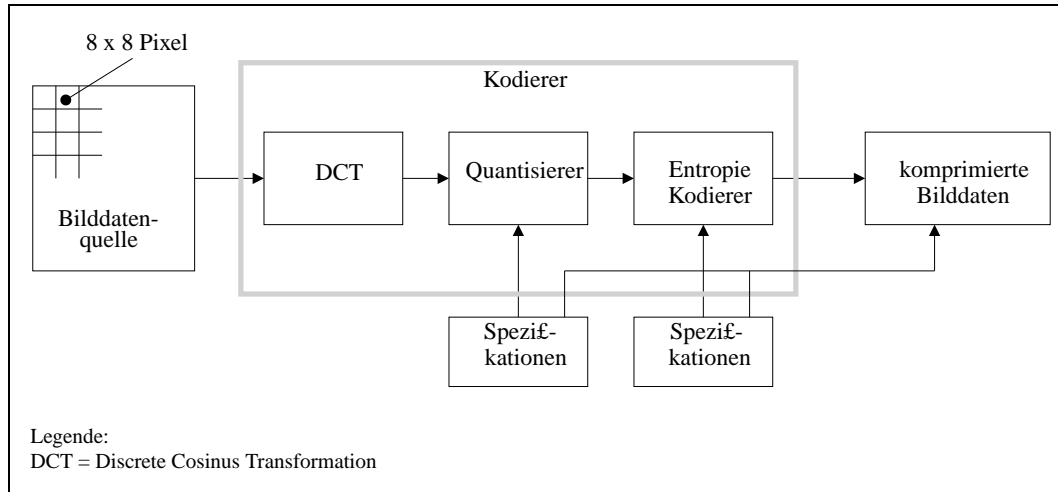 8 x 8 Pixel
Kodierer
DCT
Quantisierer
Entropie
Kodierer
komprimierte
Bilddaten
Bilddaten-
quelle
Spezi£-
kationen
Spezi£-
kationen
Legende:
DCT = Discrete Cosinus Transformation